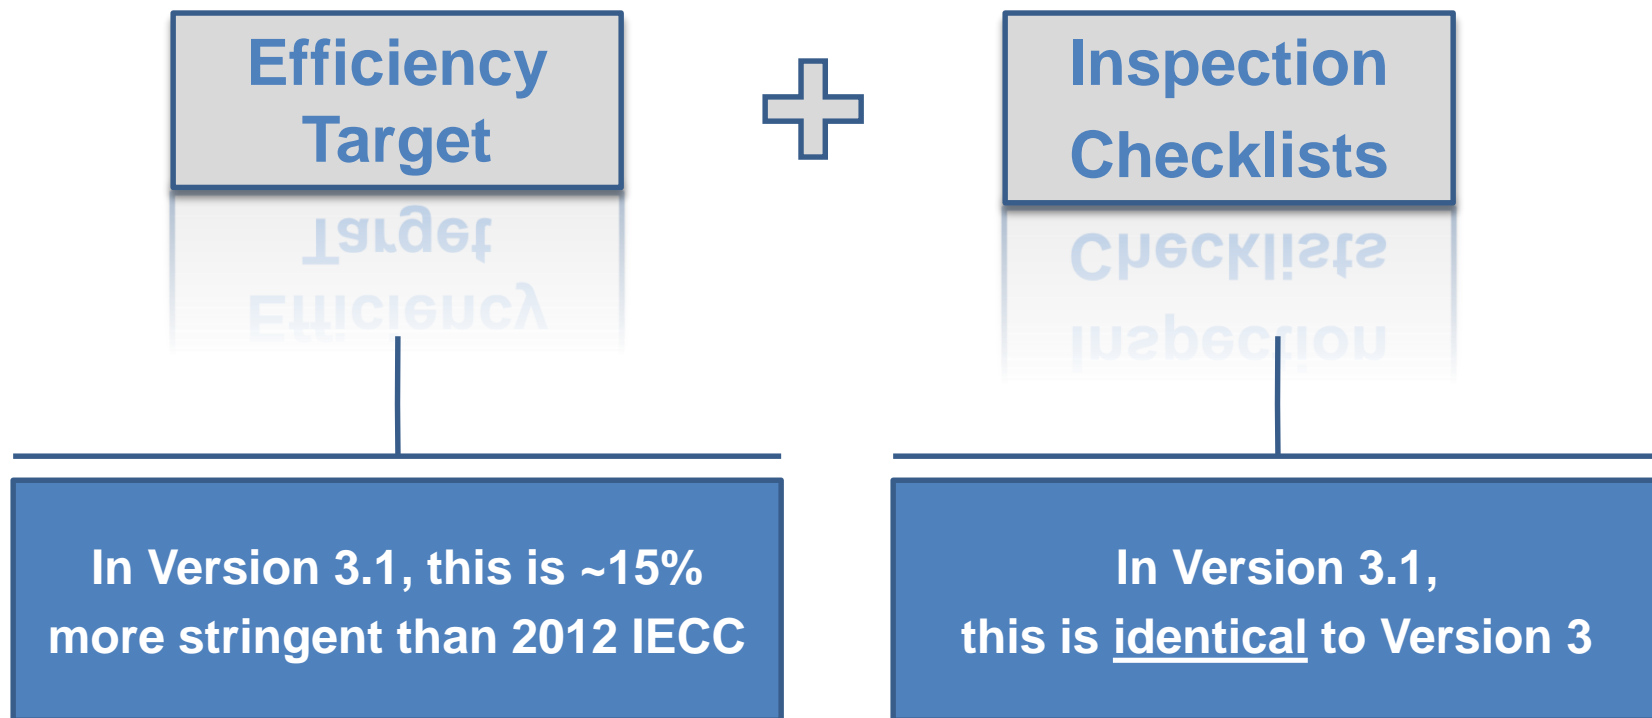 Efficiency
Target
Inspection
Checklists
In Version 3.1, this is ~15%
more stringent than 2012 IECC
In Version 3.1,
this is identical to Version 3